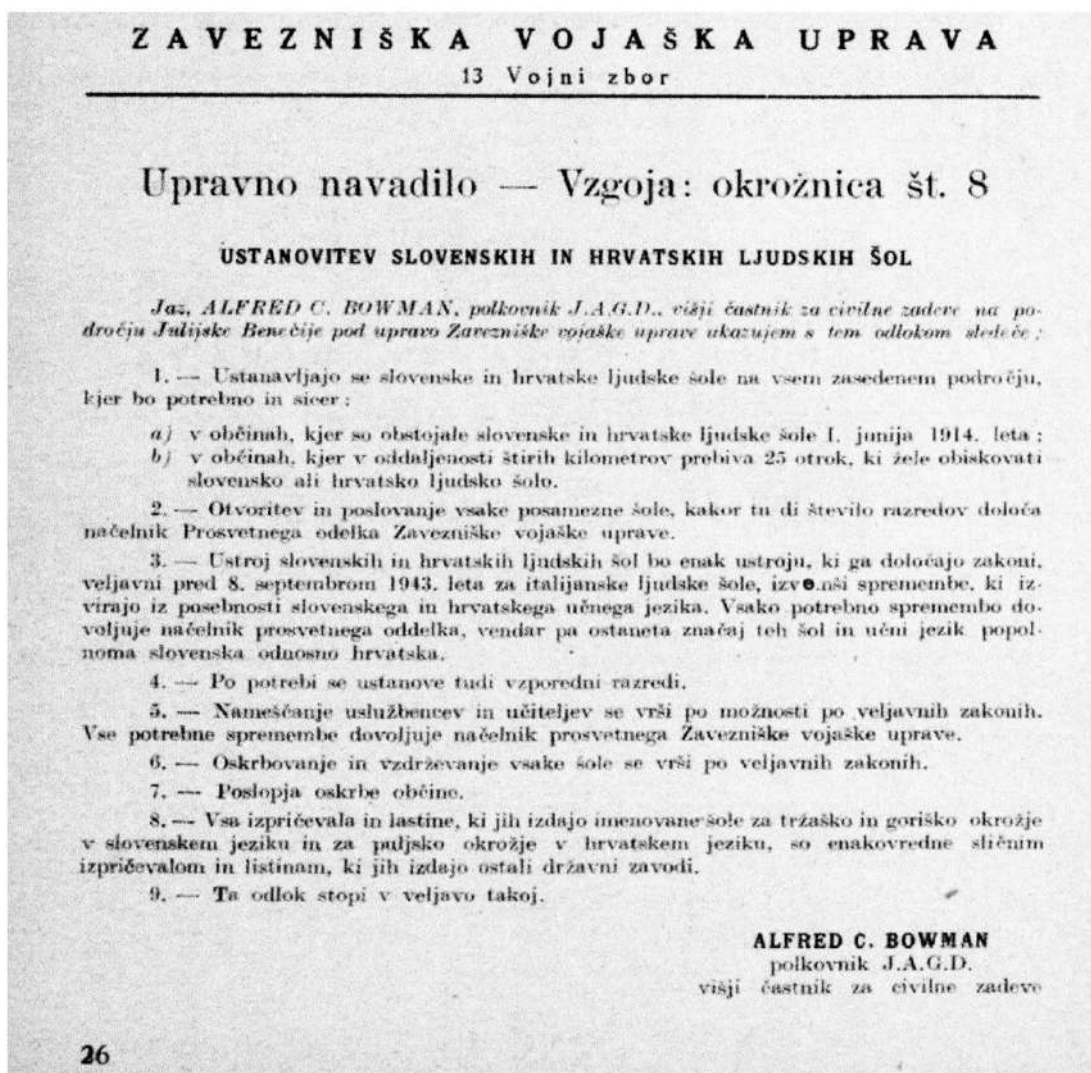 ZAVEZNIŠKA VOJAŠKA UPRAVA
13 Vojni zbor
Upravno navadilo — Vzgoja: okrožnica št. 8
USTANOVITEV SLOVENSKIH IN HRVATSKIH LJUDSKIH ŠOL
Jaz, ALFRED C. BOWMAN, polkovnik J.A.G.D., višji častnik za civilne zadeve na po-
dročju Julijske Benečije pod upravo Zavezniške vojaške uprave ukazujem s tem odlokom sledeče:
1. — Ustanavljajo se slovenske in hrvatske ljudske šole na vsem zasedenem področju,
kjer bo potrebno in sicer:
a) v občinah, kjer so obstojale slovenske in hrvatske ljudske šole I. junija 1914. leta;
b) v občinah, kjer v oddaljenosti štirih kilometrov prebiva 25 otrok, ki žele obiskovati
slovensko ali hrvatsko ljudsko šolo.
2. — Otvoritev in poslovanje vsake posamezne šole, kakor tu di število razredov določa
načelnik Prosvetnega odelka Zavezniške vojaške uprave.
3. — Ustroj slovenskih in hrvatskih ljudskih šol bo enak ustroju, ki ga določajo zakoni,
veljavni pred 8. septembrom 1943. leta za italijanske ljudske šole, izve.nši spremembe, ki iz-
virajo iz posebnosti slovenskega in hrvatskega učnega jezika. Vsako potrebno spremembo do-
voljuje načelnik prosvetnega oddelka, vendar pa ostaneta značaj teh šol in učni jezik popol-
noma slovenska odnosno hrvatska.
4. — Po potrebi se ustanove tudi vzporedni razredi.
5. — Nameščanje uslužbencev in učiteljev se vrši po možnosti po veljavnih zakonih.
Vse potrebne spremembe dovoljuje načelnik prosvetnega Zavezniške vojaške uprave.
6. — Oskrbovanje in vzdrževanje vsake šole se vrši po veljavnih zakonih.
7. — Poslopja oskrbe občine.
8. — Vsa izpričevala in lastine, ki jih izdajo imenovane šole za tržaško in goriško okrožje
v slovenskem jeziku in za puljsko okrožje v hrvatskem jeziku, so enakovredne sličnim
izpričevalom in listinam, ki jih izdajo ostali državni zavodi.
9. — Ta odlok stopi v veljavo takoj.
ALFRED C. BOWMAN
polkovnik J.A.G.D.
višji častnik za civilne zadeve
26